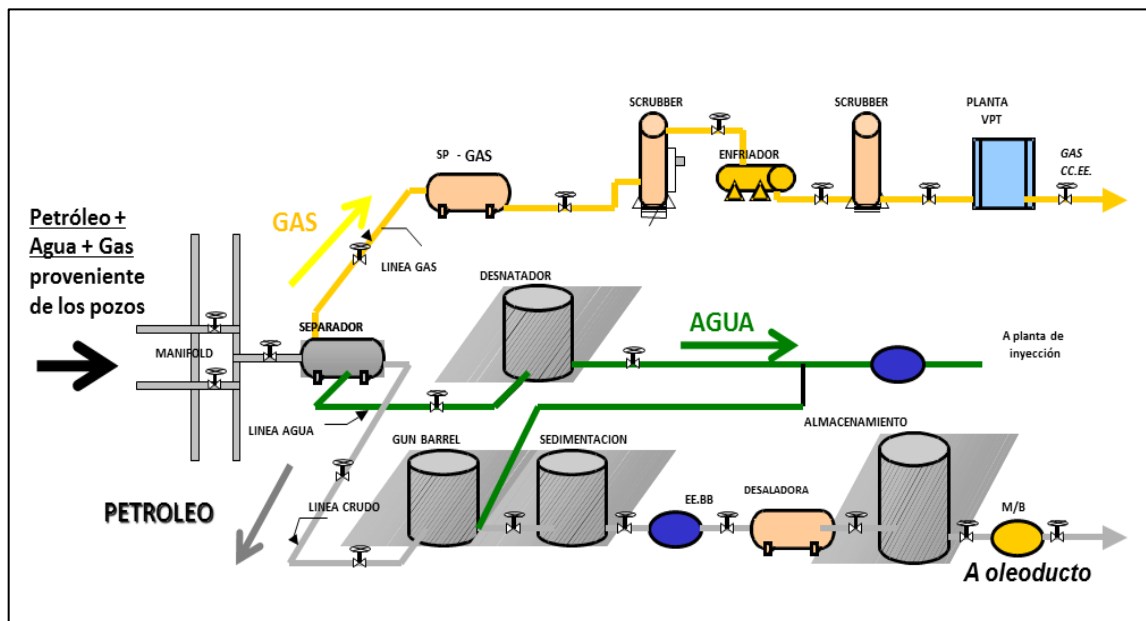 SCRUBBER
SCRUBBER
PLANTA
VPT
SP - GAS
ENFRIADOR
GAS
CC.EE.
Petróleo +
Agua + Gas
proveniente
de los pozos
GAS
LINEA GAS
DESNATADOR
SEPARADOR
AGUA
A planta de
inyección
MANIFOLD
LINEA AGUA
GUN BARREL
SEDIMENTACION
ALMACENAMIENTO
PETROLEO
LINEA CRUDO
EE.BB
DESALADORA
M/B
A oleoducto